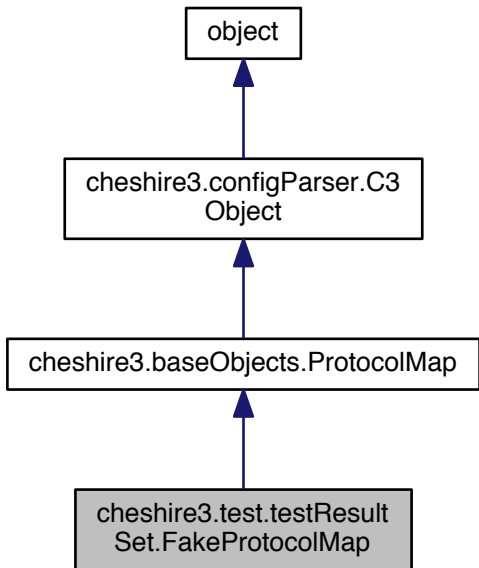 object
cheshire3.configParser.C3
Object
cheshire3.baseObjects.ProtocolMap
cheshire3.test.testResult
Set.FakeProtocolMap